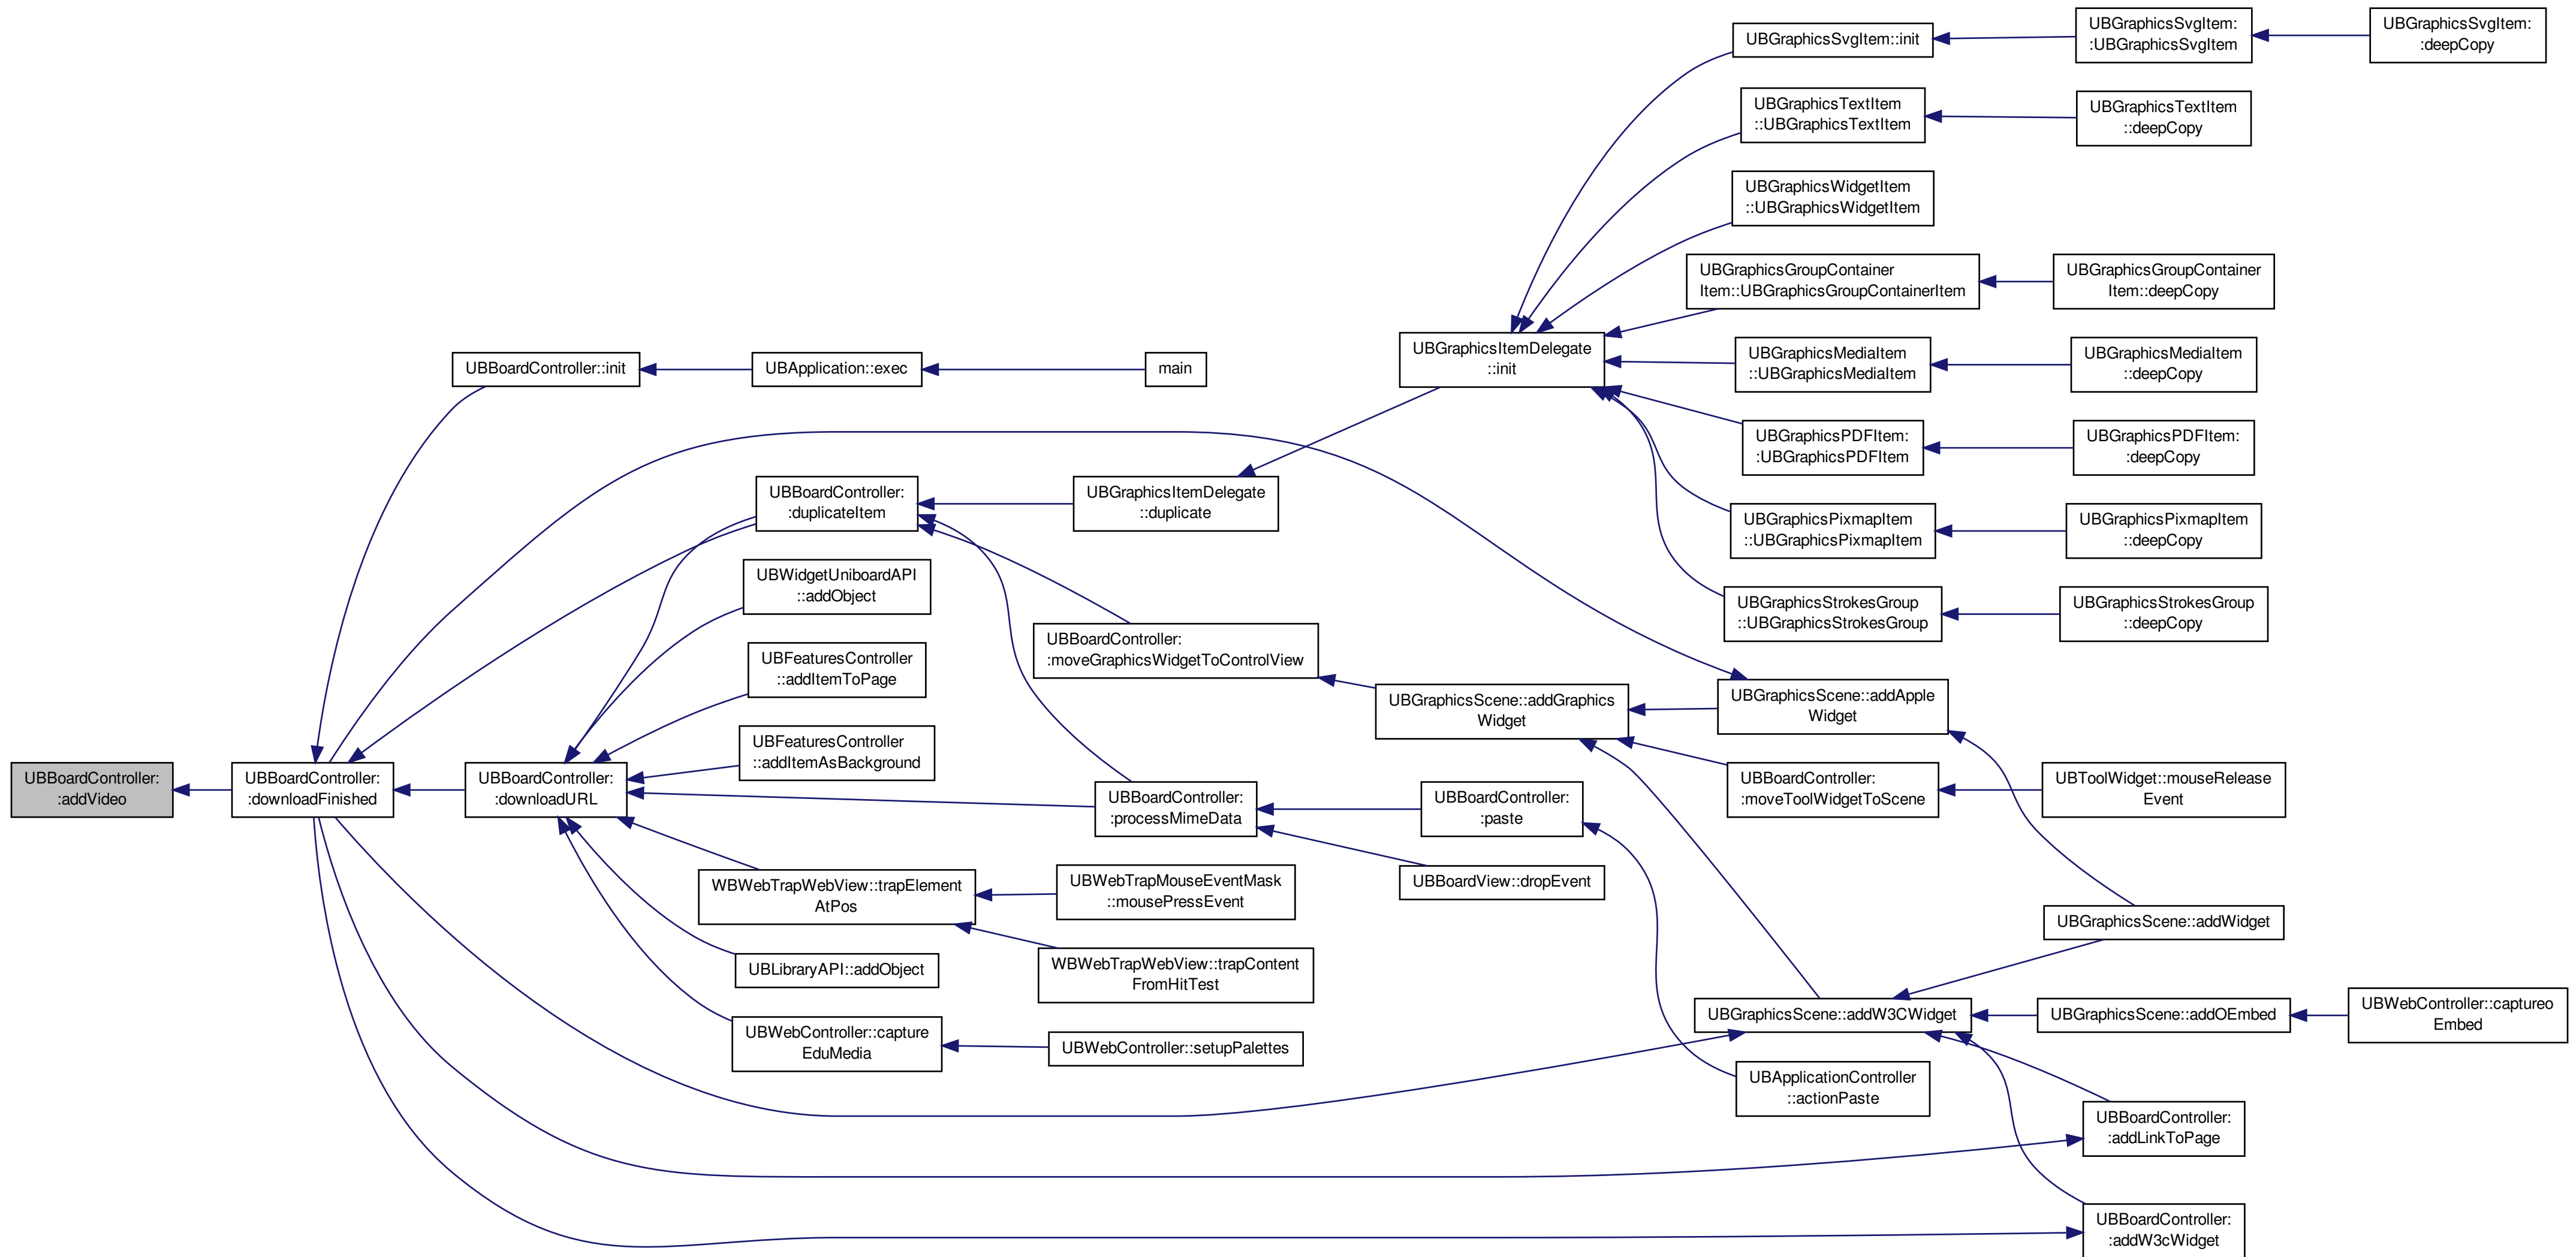 UBGraphicsSvgItem::init
UBGraphicsSvgItem:
:UBGraphicsSvgItem
UBGraphicsSvgItem:
:deepCopy
UBGraphicsTextItem
::UBGraphicsTextItem
UBGraphicsTextItem
::deepCopy
UBGraphicsWidgetItem
::UBGraphicsWidgetItem
UBGraphicsGroupContainer
Item::UBGraphicsGroupContainerItem
UBGraphicsGroupContainer
Item::deepCopy
UBGraphicsItemDelegate
::init
UBGraphicsMediaItem
::UBGraphicsMediaItem
UBGraphicsMediaItem
::deepCopy
UBBoardController::init
UBApplication::exec
main
UBGraphicsPDFItem:
:UBGraphicsPDFItem
UBGraphicsPDFItem:
:deepCopy
UBBoardController:
:duplicateItem
UBGraphicsItemDelegate
::duplicate
UBGraphicsPixmapItem
::UBGraphicsPixmapItem
UBGraphicsPixmapItem
::deepCopy
UBWidgetUniboardAPI
::addObject
UBGraphicsStrokesGroup
::UBGraphicsStrokesGroup
UBGraphicsStrokesGroup
::deepCopy
UBFeaturesController
::addItemToPage
UBBoardController:
:moveGraphicsWidgetToControlView
UBGraphicsScene::addGraphics
Widget
UBGraphicsScene::addApple
Widget
UBFeaturesController
::addItemAsBackground
UBBoardController:
:addVideo
UBBoardController:
:downloadFinished
UBBoardController:
:downloadURL
UBBoardController:
:processMimeData
UBBoardController:
:paste
UBBoardController:
:moveToolWidgetToScene
UBToolWidget::mouseRelease
Event
WBWebTrapWebView::trapElement
AtPos
UBWebTrapMouseEventMask
::mousePressEvent
UBBoardView::dropEvent
UBGraphicsScene::addWidget
UBLibraryAPI::addObject
WBWebTrapWebView::trapContent
FromHitTest
UBWebController::capture
EduMedia
UBWebController::setupPalettes
UBGraphicsScene::addW3CWidget
UBGraphicsScene::addOEmbed
UBWebController::captureo
Embed
UBApplicationController
::actionPaste
UBBoardController:
:addLinkToPage
UBBoardController:
:addW3cWidget